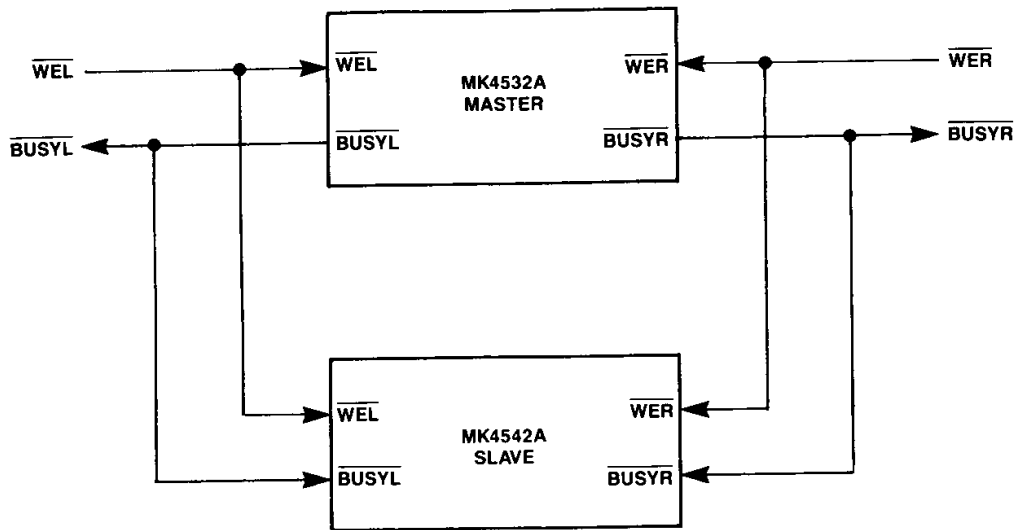 WEL
WEL
MK4532A
MASTER
WER
WER
BUSYL
BUSYL
BUSYR
BUSYR
WEL
MK4542A
SLAVE
WER
BUSYL
BUSYR